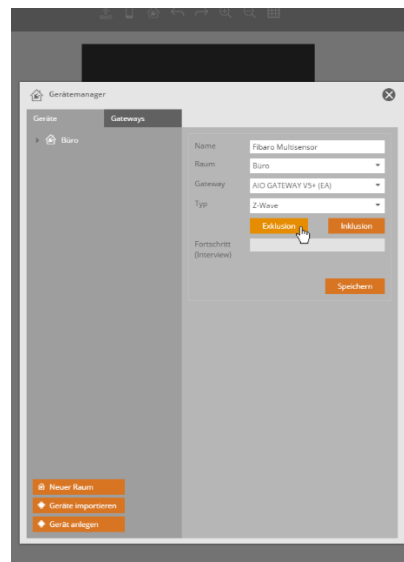 Gerätemanager
Geräte
Gateways
Büro
Name
Fibaro Multisensor
Raum
Büro
Gateway
AIO GATEWAY V5+ (EA)
Typ
Z-Wave
Exklusion
Inklusion
Fortschritt
(Interview)
Speichern
Neuer Raum
Geräte importieren
Gerät anlegen